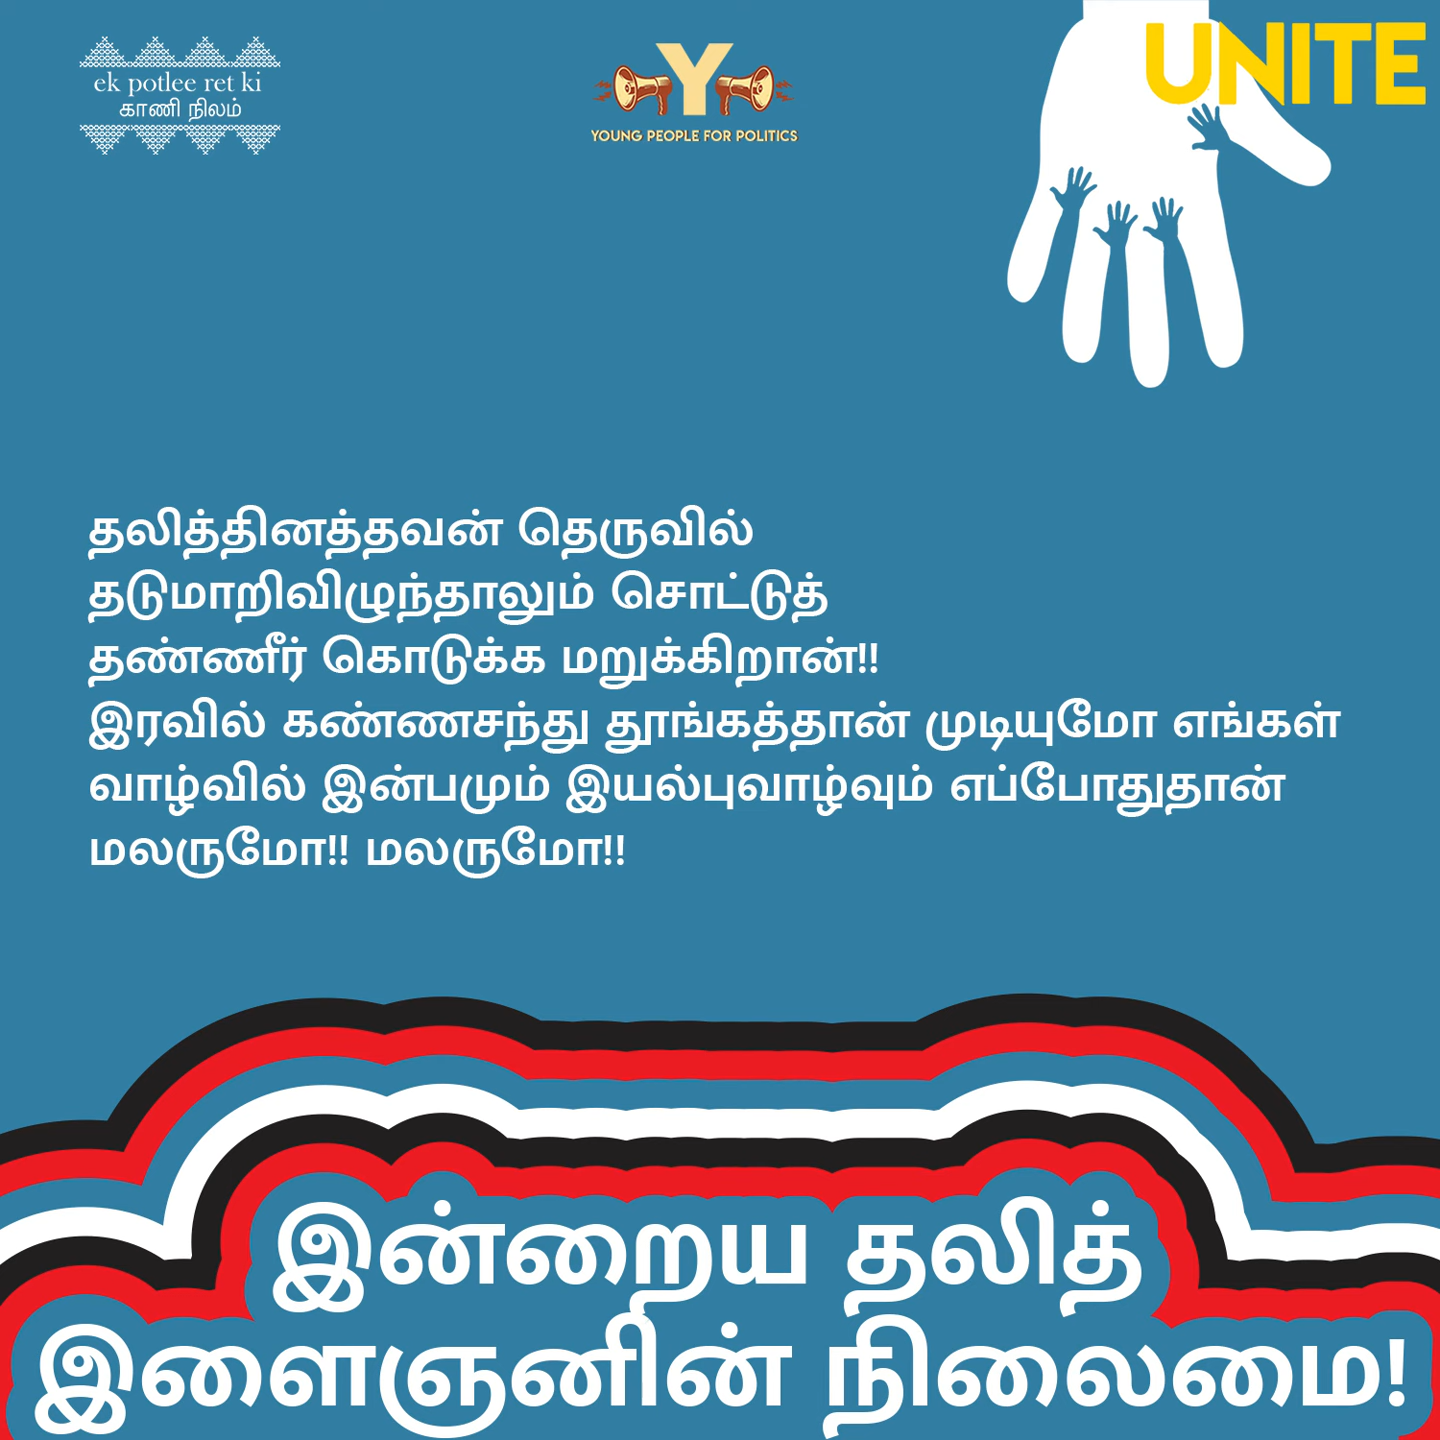 ek potlee ret ki
காணி நிலம்
Y
YOUNG PEOPLE FOR POLITICS
UNITE
தலித்தினத்தவன் தெருவில்
தடுமாறிவிழுந்தாலும் சொட்டுத்
தண்ணீர் கொடுக்க மறுக்கிறான்!!
இரவில் கண்ணசந்து தூங்கத்தான் முடியுமோ எங்கள்
வாழ்வில் இன்பமும் இயல்புவாழ்வும் எப்போதுதான்
மலருமோ!! மலருமோ!!
இன்றைய தலித்
இளைஞனின் நிலைமை!